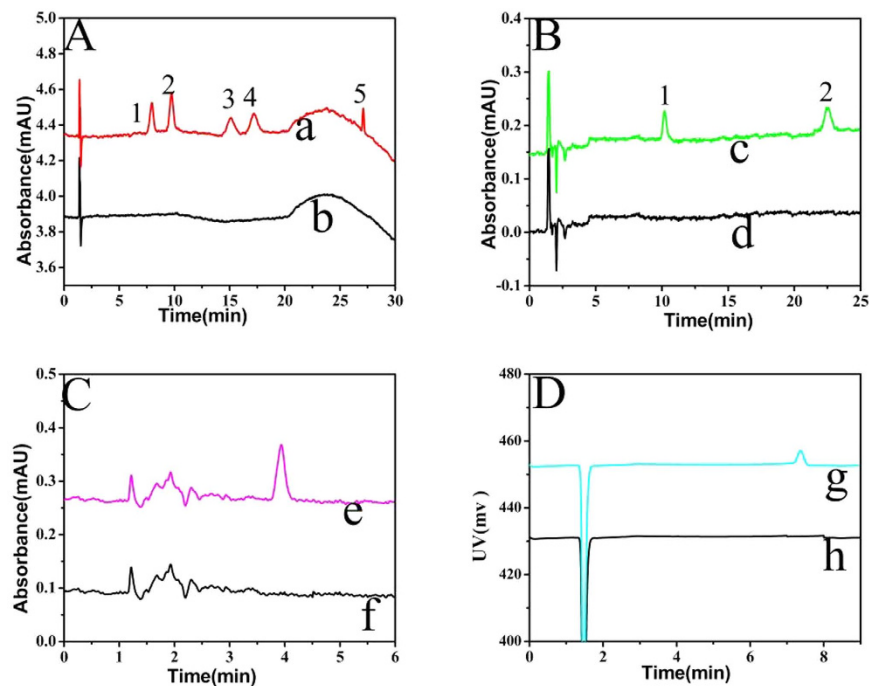 A
Absorbance(mAU)
5.0
4.8
4.6
4.4
4.2
4.0
3.8
3.6
3.4
1
2
3
4
5
a
b
0
5
10
15
20
25
30
Time(min)
B
Absorbance(mAU)
0.4
0.3
0.2
0.1
0.0
-0.1
1
2
c
d
0
5
10
15
20
25
Time(min)
C
Absorbance(mAU)
0.5
0.4
0.3
0.2
0.1
0.0
e
f
0
1
2
3
4
5
6
Time(min)
D
UV(mv )
480
460
440
420
400
g
h
0
2
4
6
8
Time(min)